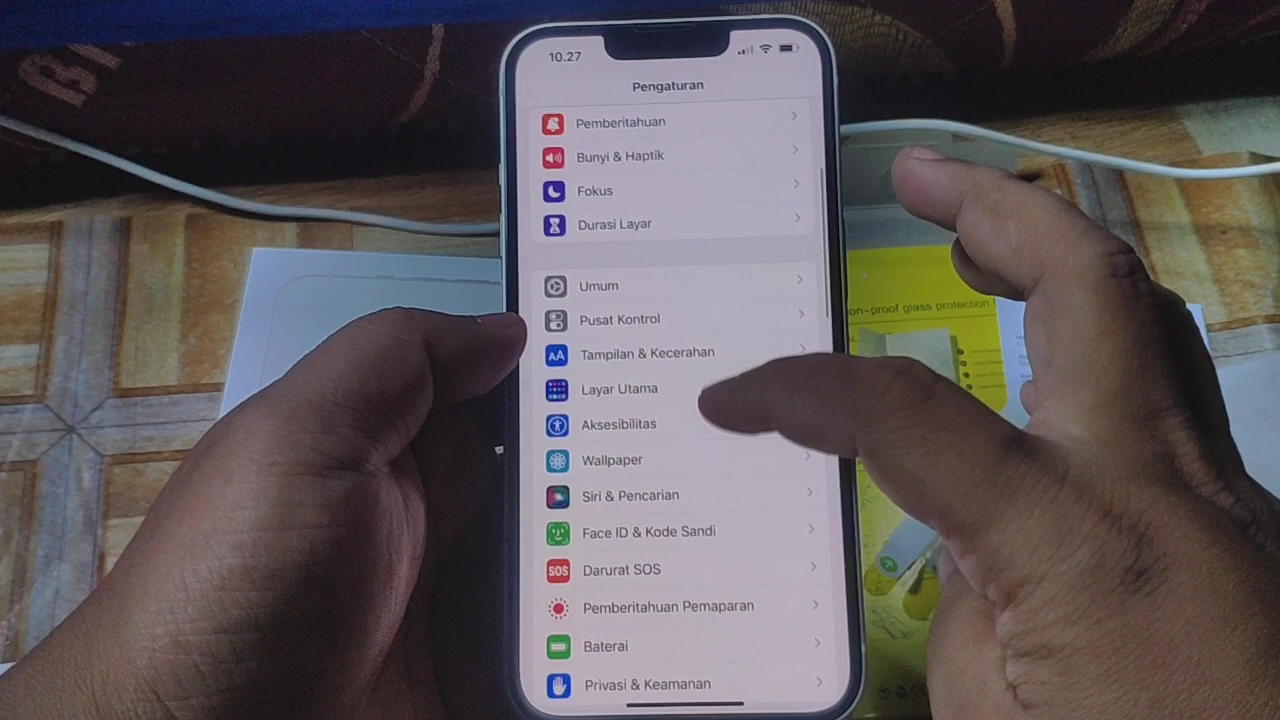 10.27
Pengaturan
Pemberitahuan
Bunyi & Haptik
Fokus
Durasi Layar
Umum
Pusat Kontrol
AA Tampilan & Kecerahan
Layar Utama
Aksesibilitas
Wallpaper
Siri & Pencarian
Face ID & Kode Sandi
SOS Darurat SOS
Pemberitahuan Pemaparan
Baterai
Privasi & Keamanan
on-proof glass protection